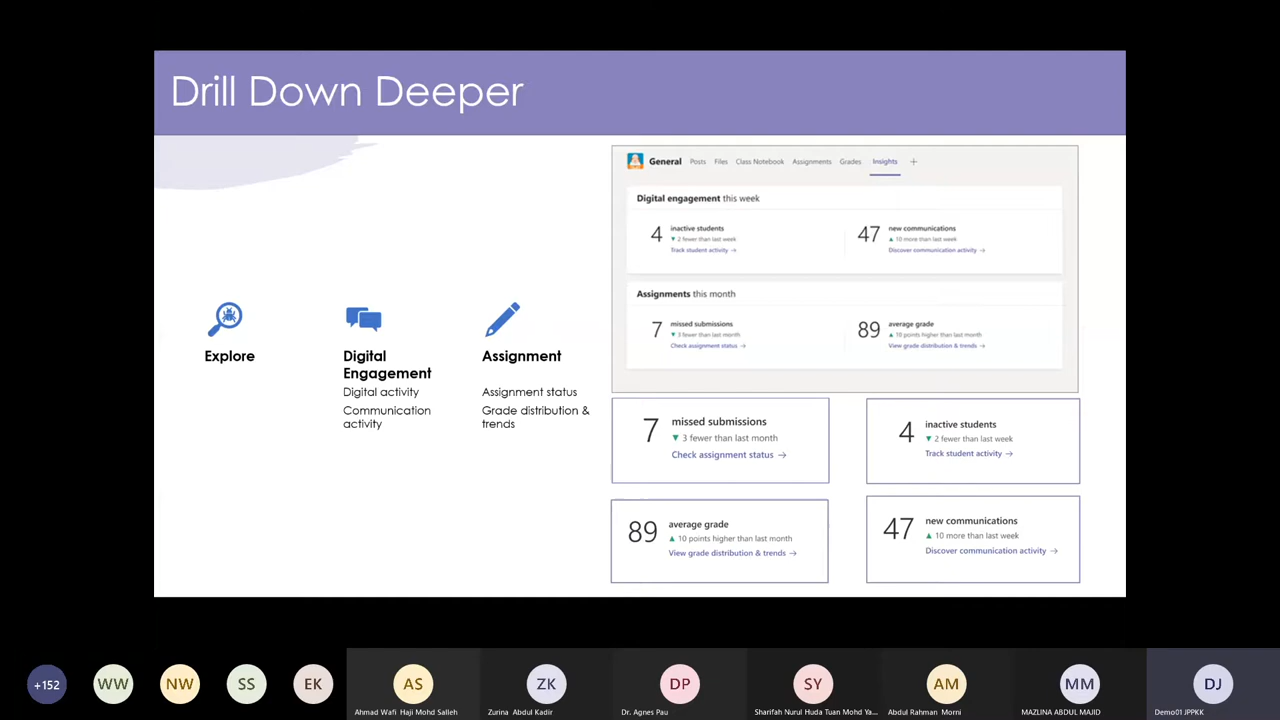 Drill Down Deeper
Explore
Digital
Engagement
Digital activity
Communication
activity
Assignment
Assignment status
Grade distribution &
trends
General Posts Files Class Notebook Assignments Grades Insights +
Digital engagement this week
4 inactive students
▼ 2 fewer than last week
Track student activity →
47 new communications
▲ 10 more than last week
Discover communication activity →
Assignments this month
7 missed submissions
▼ 3 fewer than last month
Check assignment status →
89 average grade
▲ 10 points higher than last month
View grade distribution & trends →
7 missed submissions
▼ 3 fewer than last month
Check assignment status →
4 inactive students
▼ 2 fewer than last week
Track student activity →
89 average grade
▲ 10 points higher than last month
View grade distribution & trends →
47 new communications
▲ 10 more than last week
Discover communication activity →
+152 WW NW SS EK AS ZK DP SY AM MM DJ
Ahmad Wafi Haji Mohd Salleh
Zurina Abdul Kadir
Dr. Agnes Pau
Sharifah Nurul Huda Tuan Mohd Ya...
Abdul Rahman Morni
MAZLINA ABDUL MAJID
Demo01 JPPKK